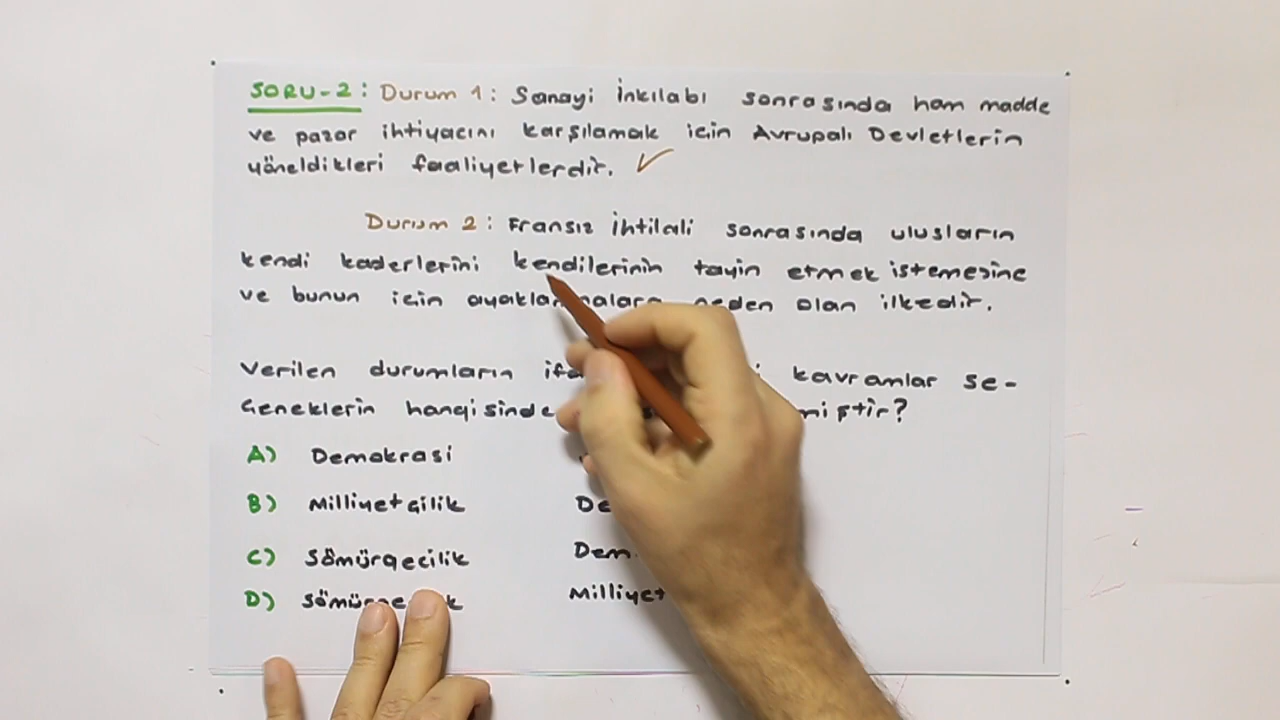 SORU-2: Durum 1: Sanayi İnkılabı sonrasında ham madde
ve pazar ihtiyacını karşılamak için Avrupalı Devletlerin
yöneldikleri faaliyetlerdir.
Durum 2: Fransız İhtilali sonrasında ulusların
kendi kaderlerini kendilerinin tayin etmek istemesine
ve bunun için neden olan ilkedir.
Verilen durumların kavramlar se-
çeneklerin hangisinde
A) Demokrasi
B) Milliyetçilik
C) Sömürgecilik
D)